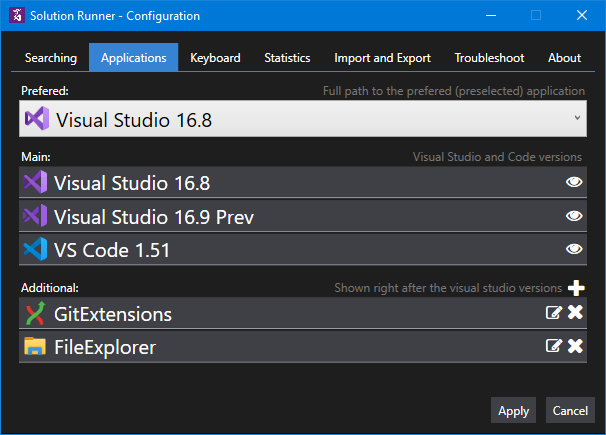 Solution Runner - Configuration
Searching Applications Keyboard Statistics Import and Export Troubleshoot About
Prefered: Full path to the prefered (preselected) application
Visual Studio 16.8
Main: Visual Studio and Code versions
Visual Studio 16.8
Visual Studio 16.9 Prev
VS Code 1.51
Additional: Shown right after the visual studio versions
GitExtensions
FileExplorer
Apply Cancel